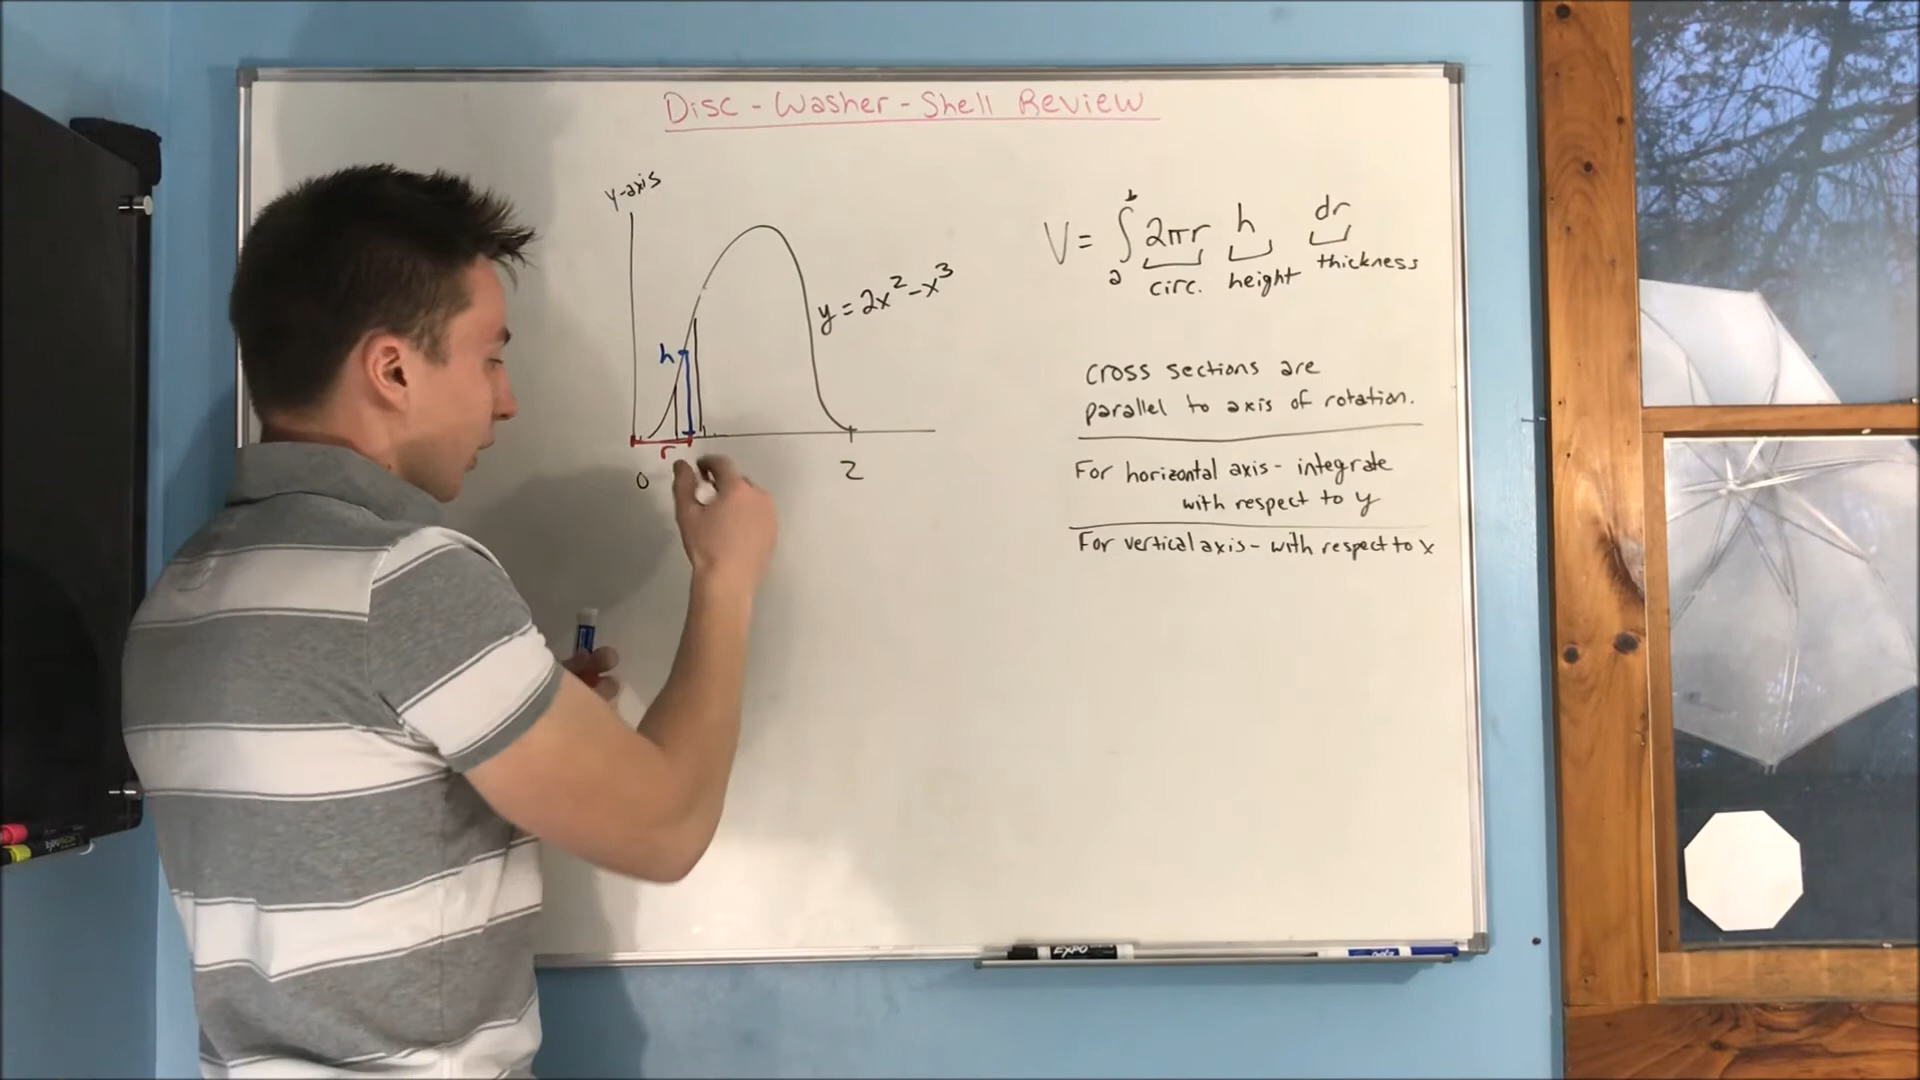 Disc - Washer - Shell Review
y-axis
y = 2x² - x³
h
r
0
2
V = ∫ 2πr h dr
a
b
circ. height thickness
cross sections are
parallel to axis of rotation.
For horizontal axis - integrate
with respect to y
For vertical axis - with respect to x
EXPO